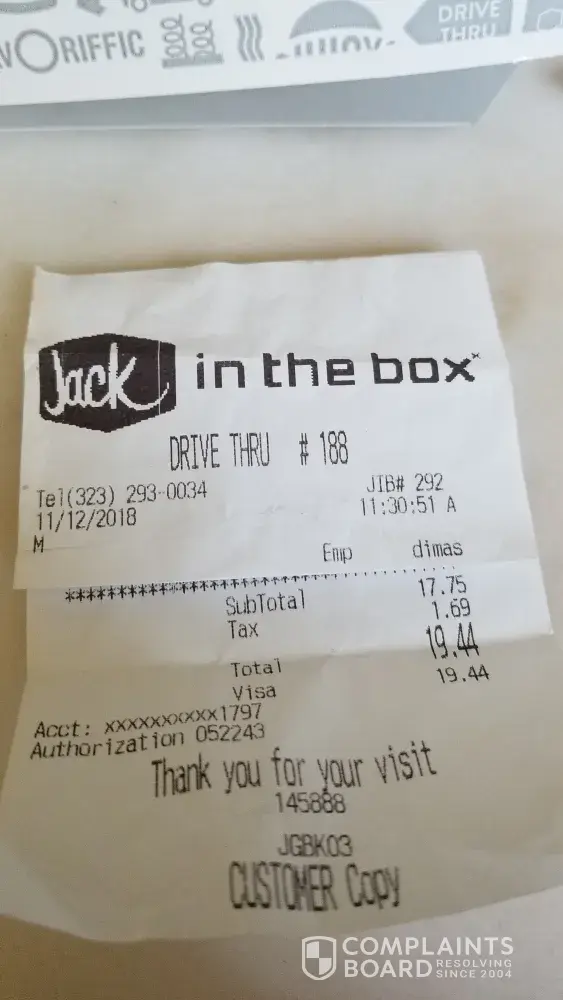 RIFFIC
DRIVE
THRU
Jack in the box
DRIVE THRU # 188
Tel(323) 293-0034 JIB# 292
11/12/2018 11:30:51 A
M
Emp dimas
SubTotal 17.75
Tax 1.69
Total 19.44
Visa 19.44
Acct: xxxxxxxxxx1797
Authorization 052243
Thank you for your visit
145888
JGBK03
CUSTOMER Copy
COMPLAINTS
BOARD RESOLVING
SINCE 2004